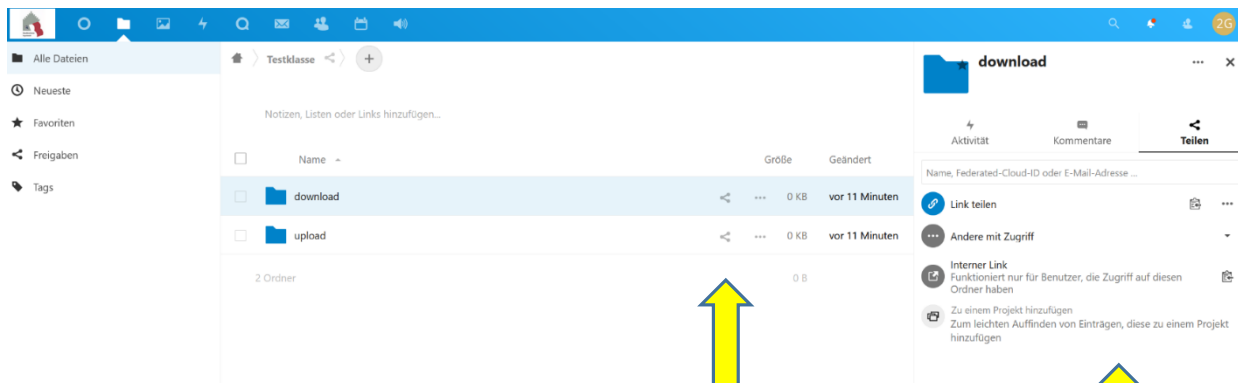 2G
Alle Dateien
Neueste
Favoriten
Freigaben
Tags
Testklasse
Notizen, Listen oder Links hinzufügen...
Name Größe Geändert
download 0 KB vor 11 Minuten
upload 0 KB vor 11 Minuten
2 Ordner 0 B
download
Aktivität Kommentare Teilen
Name, Federated-Cloud-ID oder E-Mail-Adresse ...
Link teilen
Andere mit Zugriff
Interner Link
Funktioniert nur für Benutzer, die Zugriff auf diesen
Ordner haben
Zu einem Projekt hinzufügen
Zum leichten Auffinden von Einträgen, diese zu einem Projekt
hinzufügen